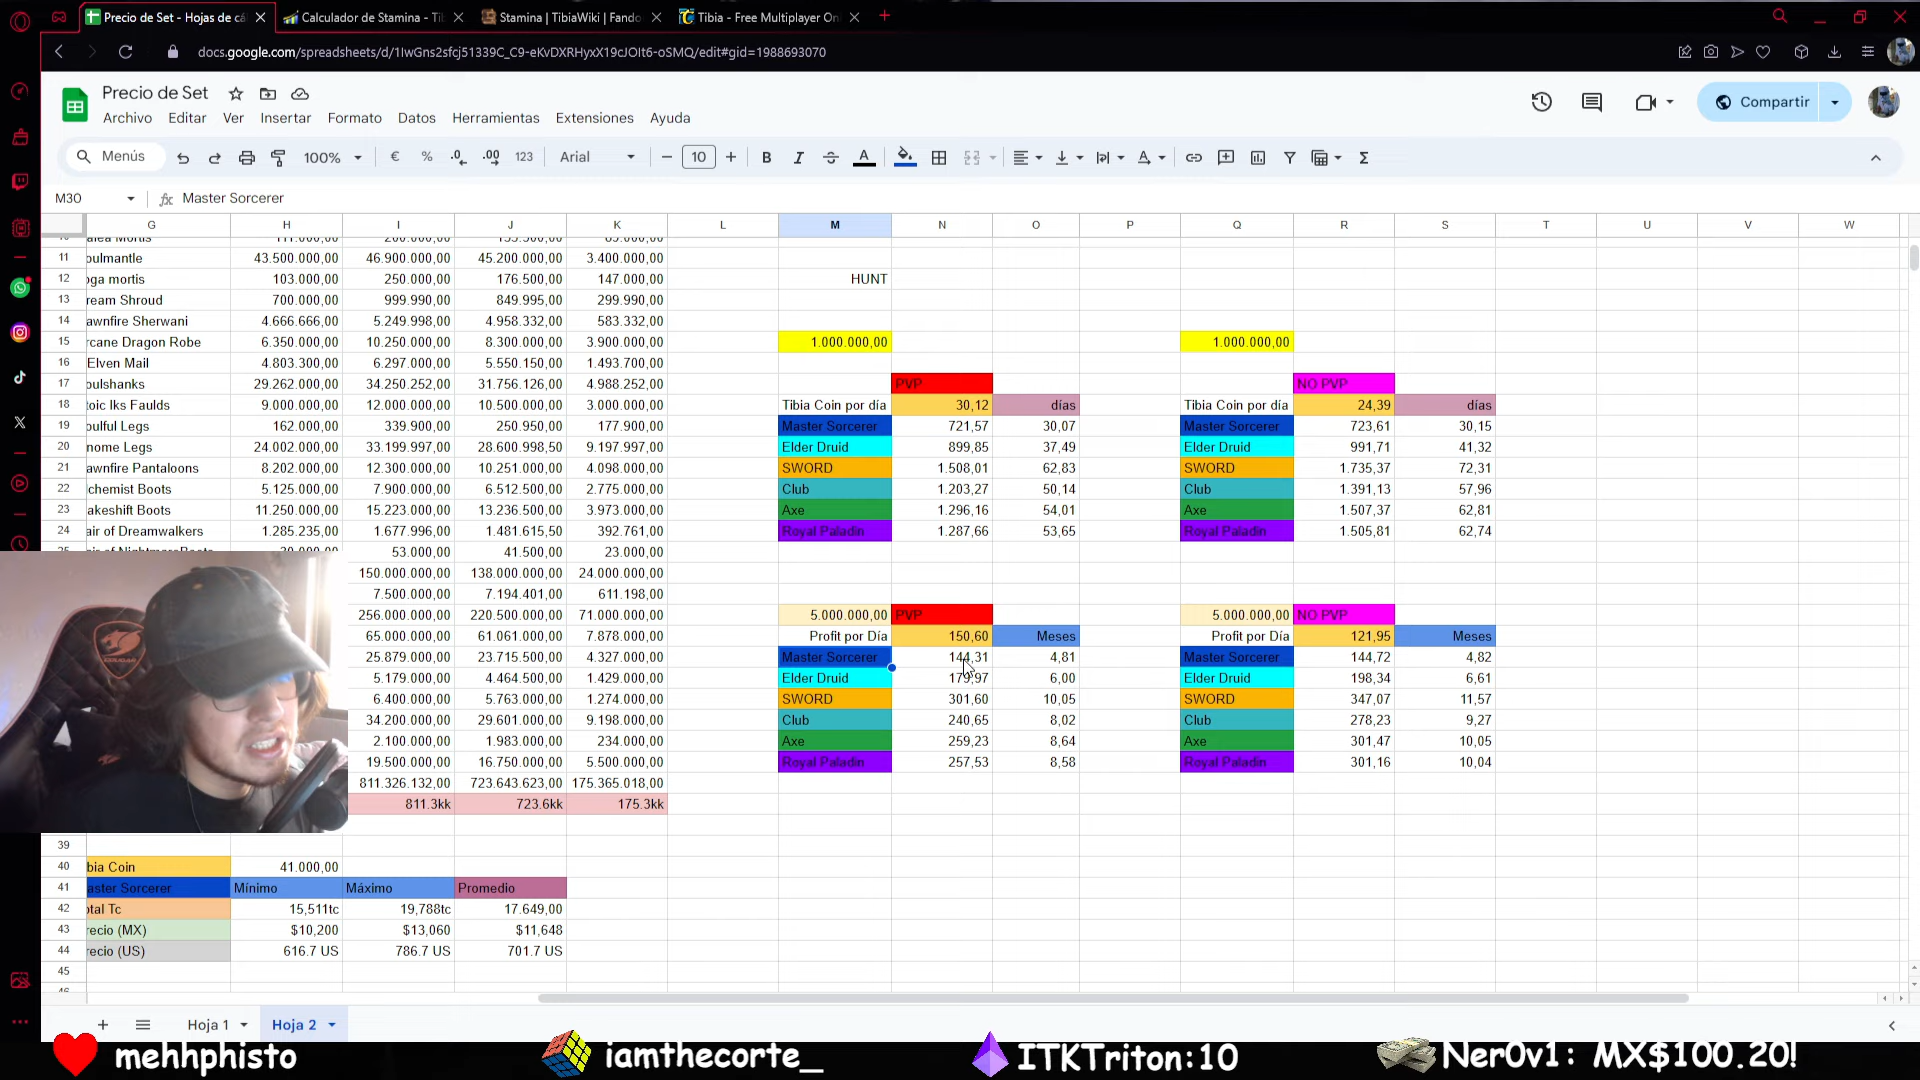 Precio de Set - Hojas de cá
Calculador de Stamina - Ti
Stamina | TibiaWiki | Fando
Tibia - Free Multiplayer On
docs.google.com/spreadsheets/d/1IwGns2sfcj51339C_C9-eKvDXRHyxX19cJOIt6-oSMQ/edit#gid=1988693070
Precio de Set
Archivo Editar Ver Insertar Formato Datos Herramientas Extensiones Ayuda
Compartir
Menús 100% € % .0 .00 123 Arial 10
M30 fx Master Sorcerer
G H I J K L M N O P Q R S T U V W
11 oulmantle 43.500.000,00 46.900.000,00 45.200.000,00 3.400.000,00
12 oga mortis 103.000,00 250.000,00 176.500,00 147.000,00 HUNT
13 ream Shroud 700.000,00 999.990,00 849.995,00 299.990,00
14 awnfire Sherwani 4.666.666,00 5.249.998,00 4.958.332,00 583.332,00
15 rcane Dragon Robe 6.350.000,00 10.250.000,00 8.300.000,00 3.900.000,00 1.000.000,00 1.000.000,00
16 Elven Mail 4.803.300,00 6.297.000,00 5.550.150,00 1.493.700,00
17 oulshanks 29.262.000,00 34.250.252,00 31.756.126,00 4.988.252,00 PVP NO PVP
18 toic Iks Faulds 9.000.000,00 12.000.000,00 10.500.000,00 3.000.000,00 Tibia Coin por día 30,12 días Tibia Coin por día 24,39 días
19 oulful Legs 162.000,00 339.900,00 250.950,00 177.900,00 Master Sorcerer 721,57 30,07 Master Sorcerer 723,61 30,15
20 nome Legs 24.002.000,00 33.199.997,00 28.600.998,50 9.197.997,00 Elder Druid 899,85 37,49 Elder Druid 991,71 41,32
21 awnfire Pantaloons 8.202.000,00 12.300.000,00 10.251.000,00 4.098.000,00 SWORD 1.508,01 62,83 SWORD 1.735,37 72,31
22 lchemist Boots 5.125.000,00 7.900.000,00 6.512.500,00 2.775.000,00 Club 1.203,27 50,14 Club 1.391,13 57,96
23 akeshift Boots 11.250.000,00 15.223.000,00 13.236.500,00 3.973.000,00 Axe 1.296,16 54,01 Axe 1.507,37 62,81
24 air of Dreamwalkers 1.285.235,00 1.677.996,00 1.481.615,50 392.761,00 Royal Paladin 1.287,66 53,65 Royal Paladin 1.505,81 62,74
53.000,00 41.500,00 23.000,00
150.000.000,00 138.000.000,00 24.000.000,00
7.500.000,00 7.194.401,00 611.198,00
256.000.000,00 220.500.000,00 71.000.000,00 5.000.000,00 PVP 5.000.000,00 NO PVP
65.000.000,00 61.061.000,00 7.878.000,00 Profit por Día 150,60 Meses Profit por Día 121,95 Meses
25.879.000,00 23.715.500,00 4.327.000,00 Master Sorcerer 144,31 4,81 Master Sorcerer 144,72 4,82
5.179.000,00 4.464.500,00 1.429.000,00 Elder Druid 179,97 6,00 Elder Druid 198,34 6,61
6.400.000,00 5.763.000,00 1.274.000,00 SWORD 301,60 10,05 SWORD 347,07 11,57
34.200.000,00 29.601.000,00 9.198.000,00 Club 240,65 8,02 Club 278,23 9,27
2.100.000,00 1.983.000,00 234.000,00 Axe 259,23 8,64 Axe 301,47 10,05
19.500.000,00 16.750.000,00 5.500.000,00 Royal Paladin 257,53 8,58 Royal Paladin 301,16 10,04
811.326.132,00 723.643.623,00 175.365.018,00
811.3kk 723.6kk 175.3kk
39
40 bia Coin 41.000,00
41 aster Sorcerer Mínimo Máximo Promedio
42 otal Tc 15,511tc 19,788tc 17.649,00
43 recio (MX) $10,200 $13,060 $11,648
44 recio (US) 616.7 US 786.7 US 701.7 US
45
Hoja 1 Hoja 2
COUGAR
mehhphisto iamthecorte_ ITKTriton:10 Ner0v1: MX$100.20!